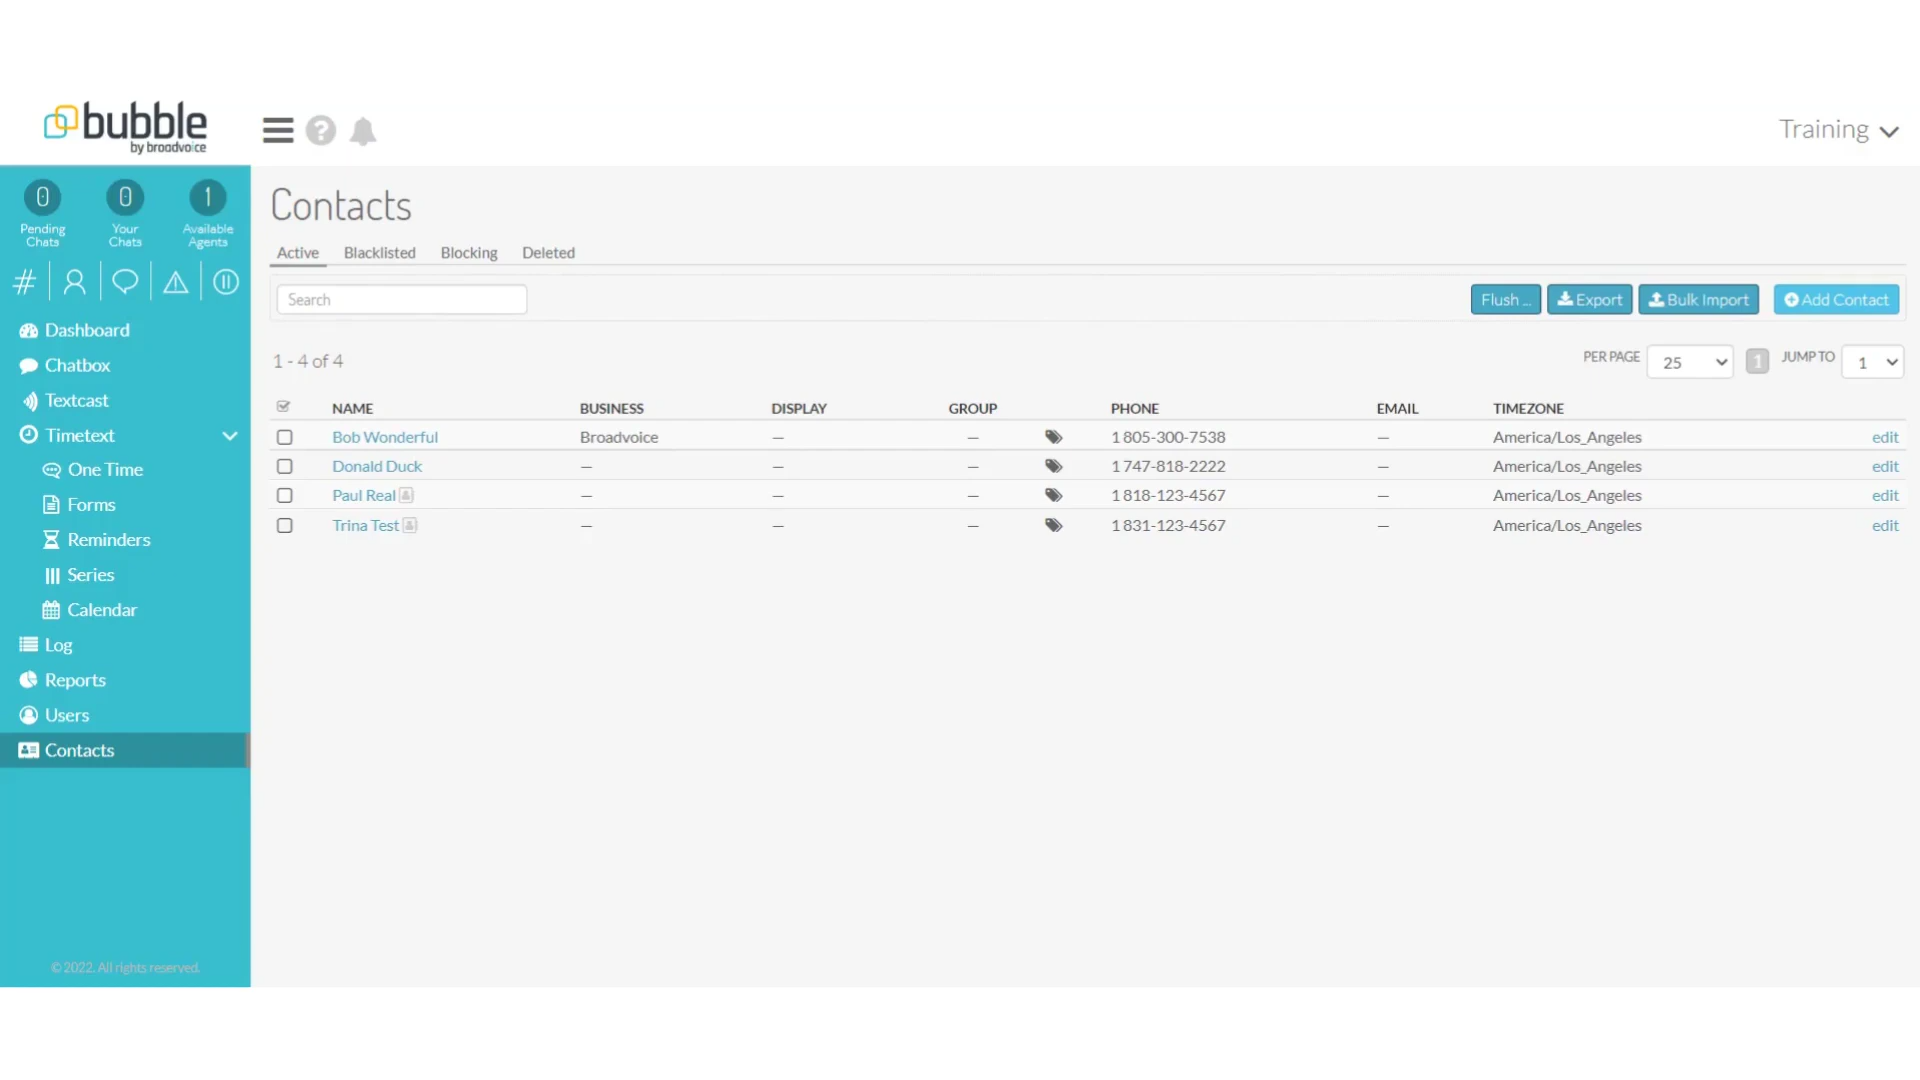 bubble
by broadvoice
Training
0 0 1
Pending Chats Your Chats Available Agents
Dashboard
Chatbox
Textcast
Timetext
One Time
Forms
Reminders
Series
Calendar
Log
Reports
Users
Contacts
© 2022. All rights reserved.
Contacts
Active Blacklisted Blocking Deleted
Search Flush ... Export Bulk Import Add Contact
1 - 4 of 4 PER PAGE 25 1 JUMP TO 1
NAME BUSINESS DISPLAY GROUP PHONE EMAIL TIMEZONE
Bob Wonderful Broadvoice — — 1 805-300-7538 — America/Los_Angeles edit
Donald Duck — — — 1 747-818-2222 — America/Los_Angeles edit
Paul Real — — — 1 818-123-4567 — America/Los_Angeles edit
Trina Test — — — 1 831-123-4567 — America/Los_Angeles edit